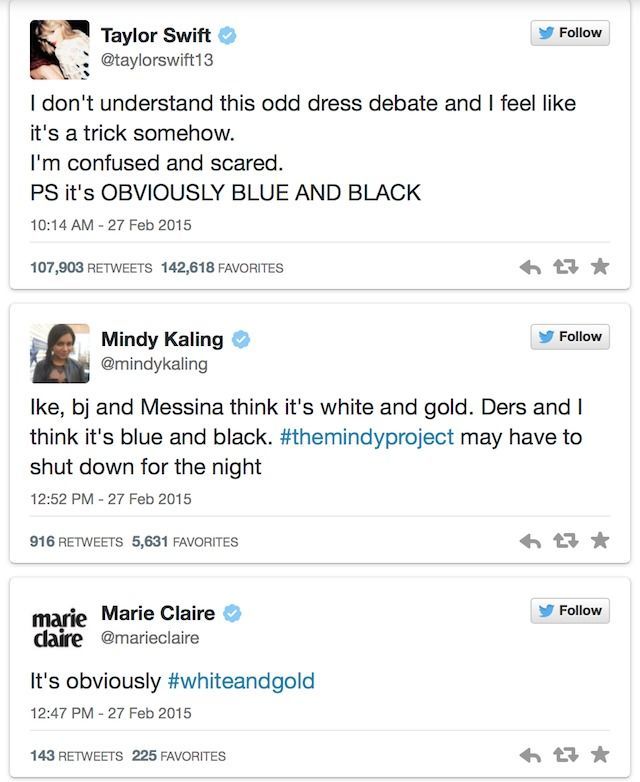 Taylor Swift
Follow
@taylorswift13
I don't understand this odd dress debate and I feel like
it's a trick somehow.
I'm confused and scared.
PS it's OBVIOUSLY BLUE AND BLACK
10:14 AM - 27 Feb 2015
107,903 RETWEETS 142,618 FAVORITES
Mindy Kaling
Follow
@mindykaling
Ike, bj and Messina think it's white and gold. Ders and I
think it's blue and black. #themindyproject may have to
shut down for the night
12:52 PM - 27 Feb 2015
916 RETWEETS 5,631 FAVORITES
marie
claire
Marie Claire
Follow
@marieclaire
It's obviously #whiteandgold
12:47 PM - 27 Feb 2015
143 RETWEETS 225 FAVORITES